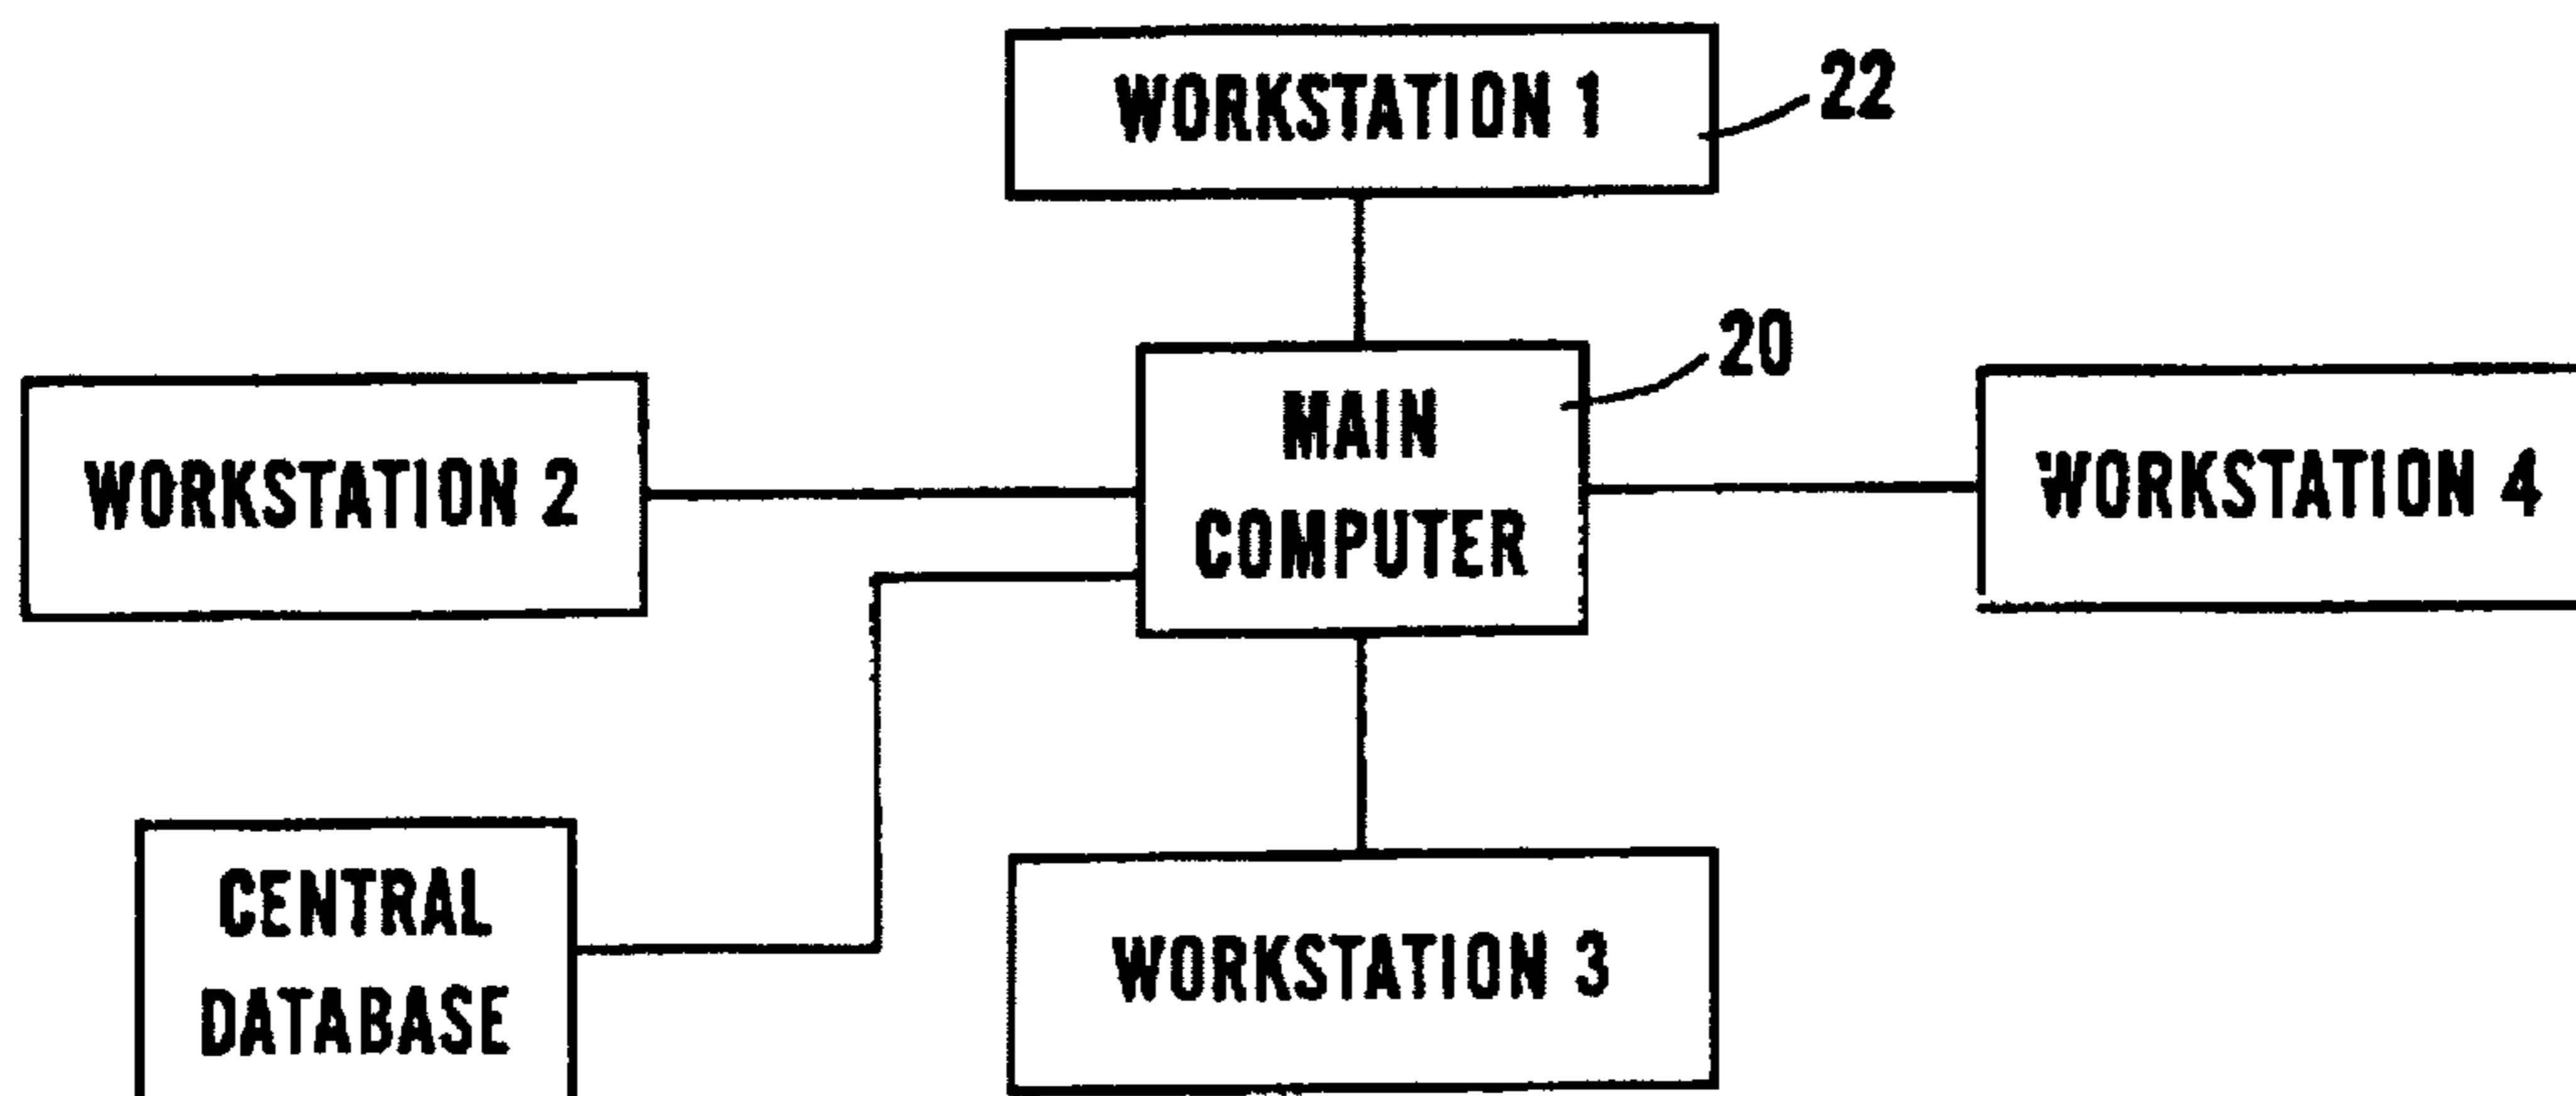 WORKSTATION 1
22
20
MAIN
COMPUTER
WORKSTATION 2
WORKSTATION 4
CENTRAL
DATABASE
WORKSTATION 3